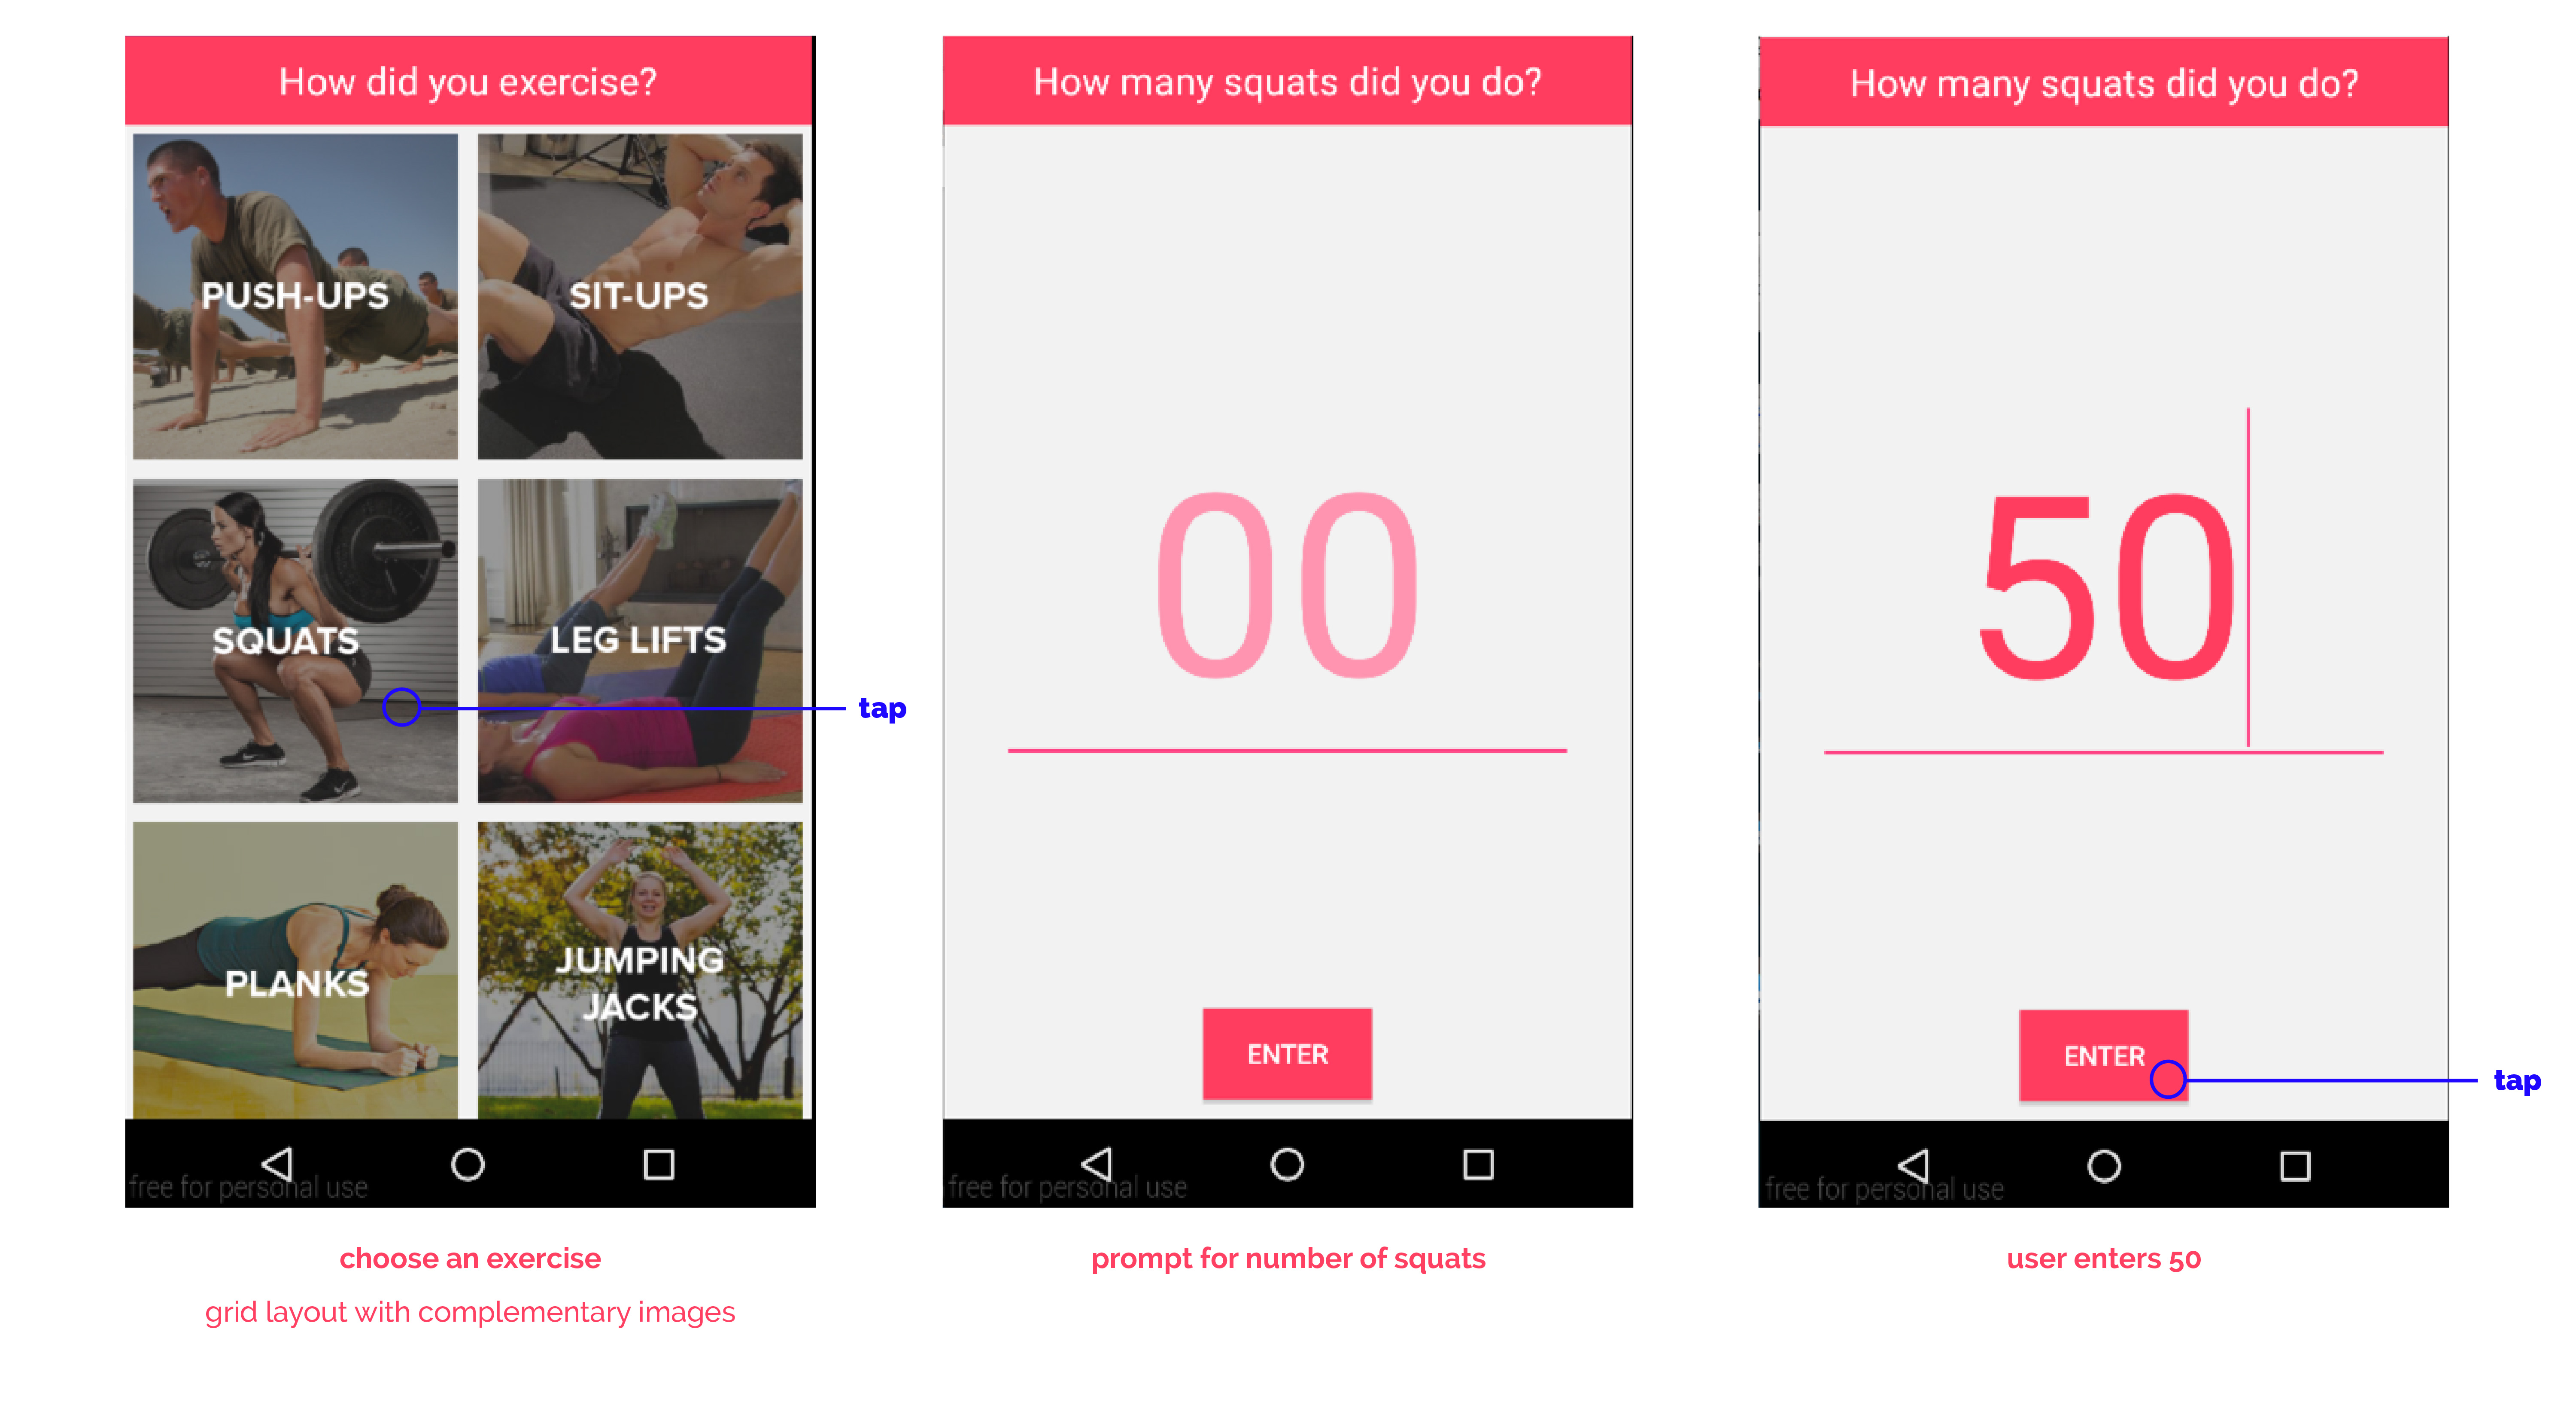 How did you exercise?
PUSH-UPS
SIT-UPS
SQUATS
LEG LIFTS
tap
PLANKS
JUMPING
JACKS
free for personal use
choose an exercise
grid layout with complementary images
How many squats did you do?
00
ENTER
free for personal use
prompt for number of squats
How many squats did you do?
50
ENTER
tap
free for personal use
user enters 50